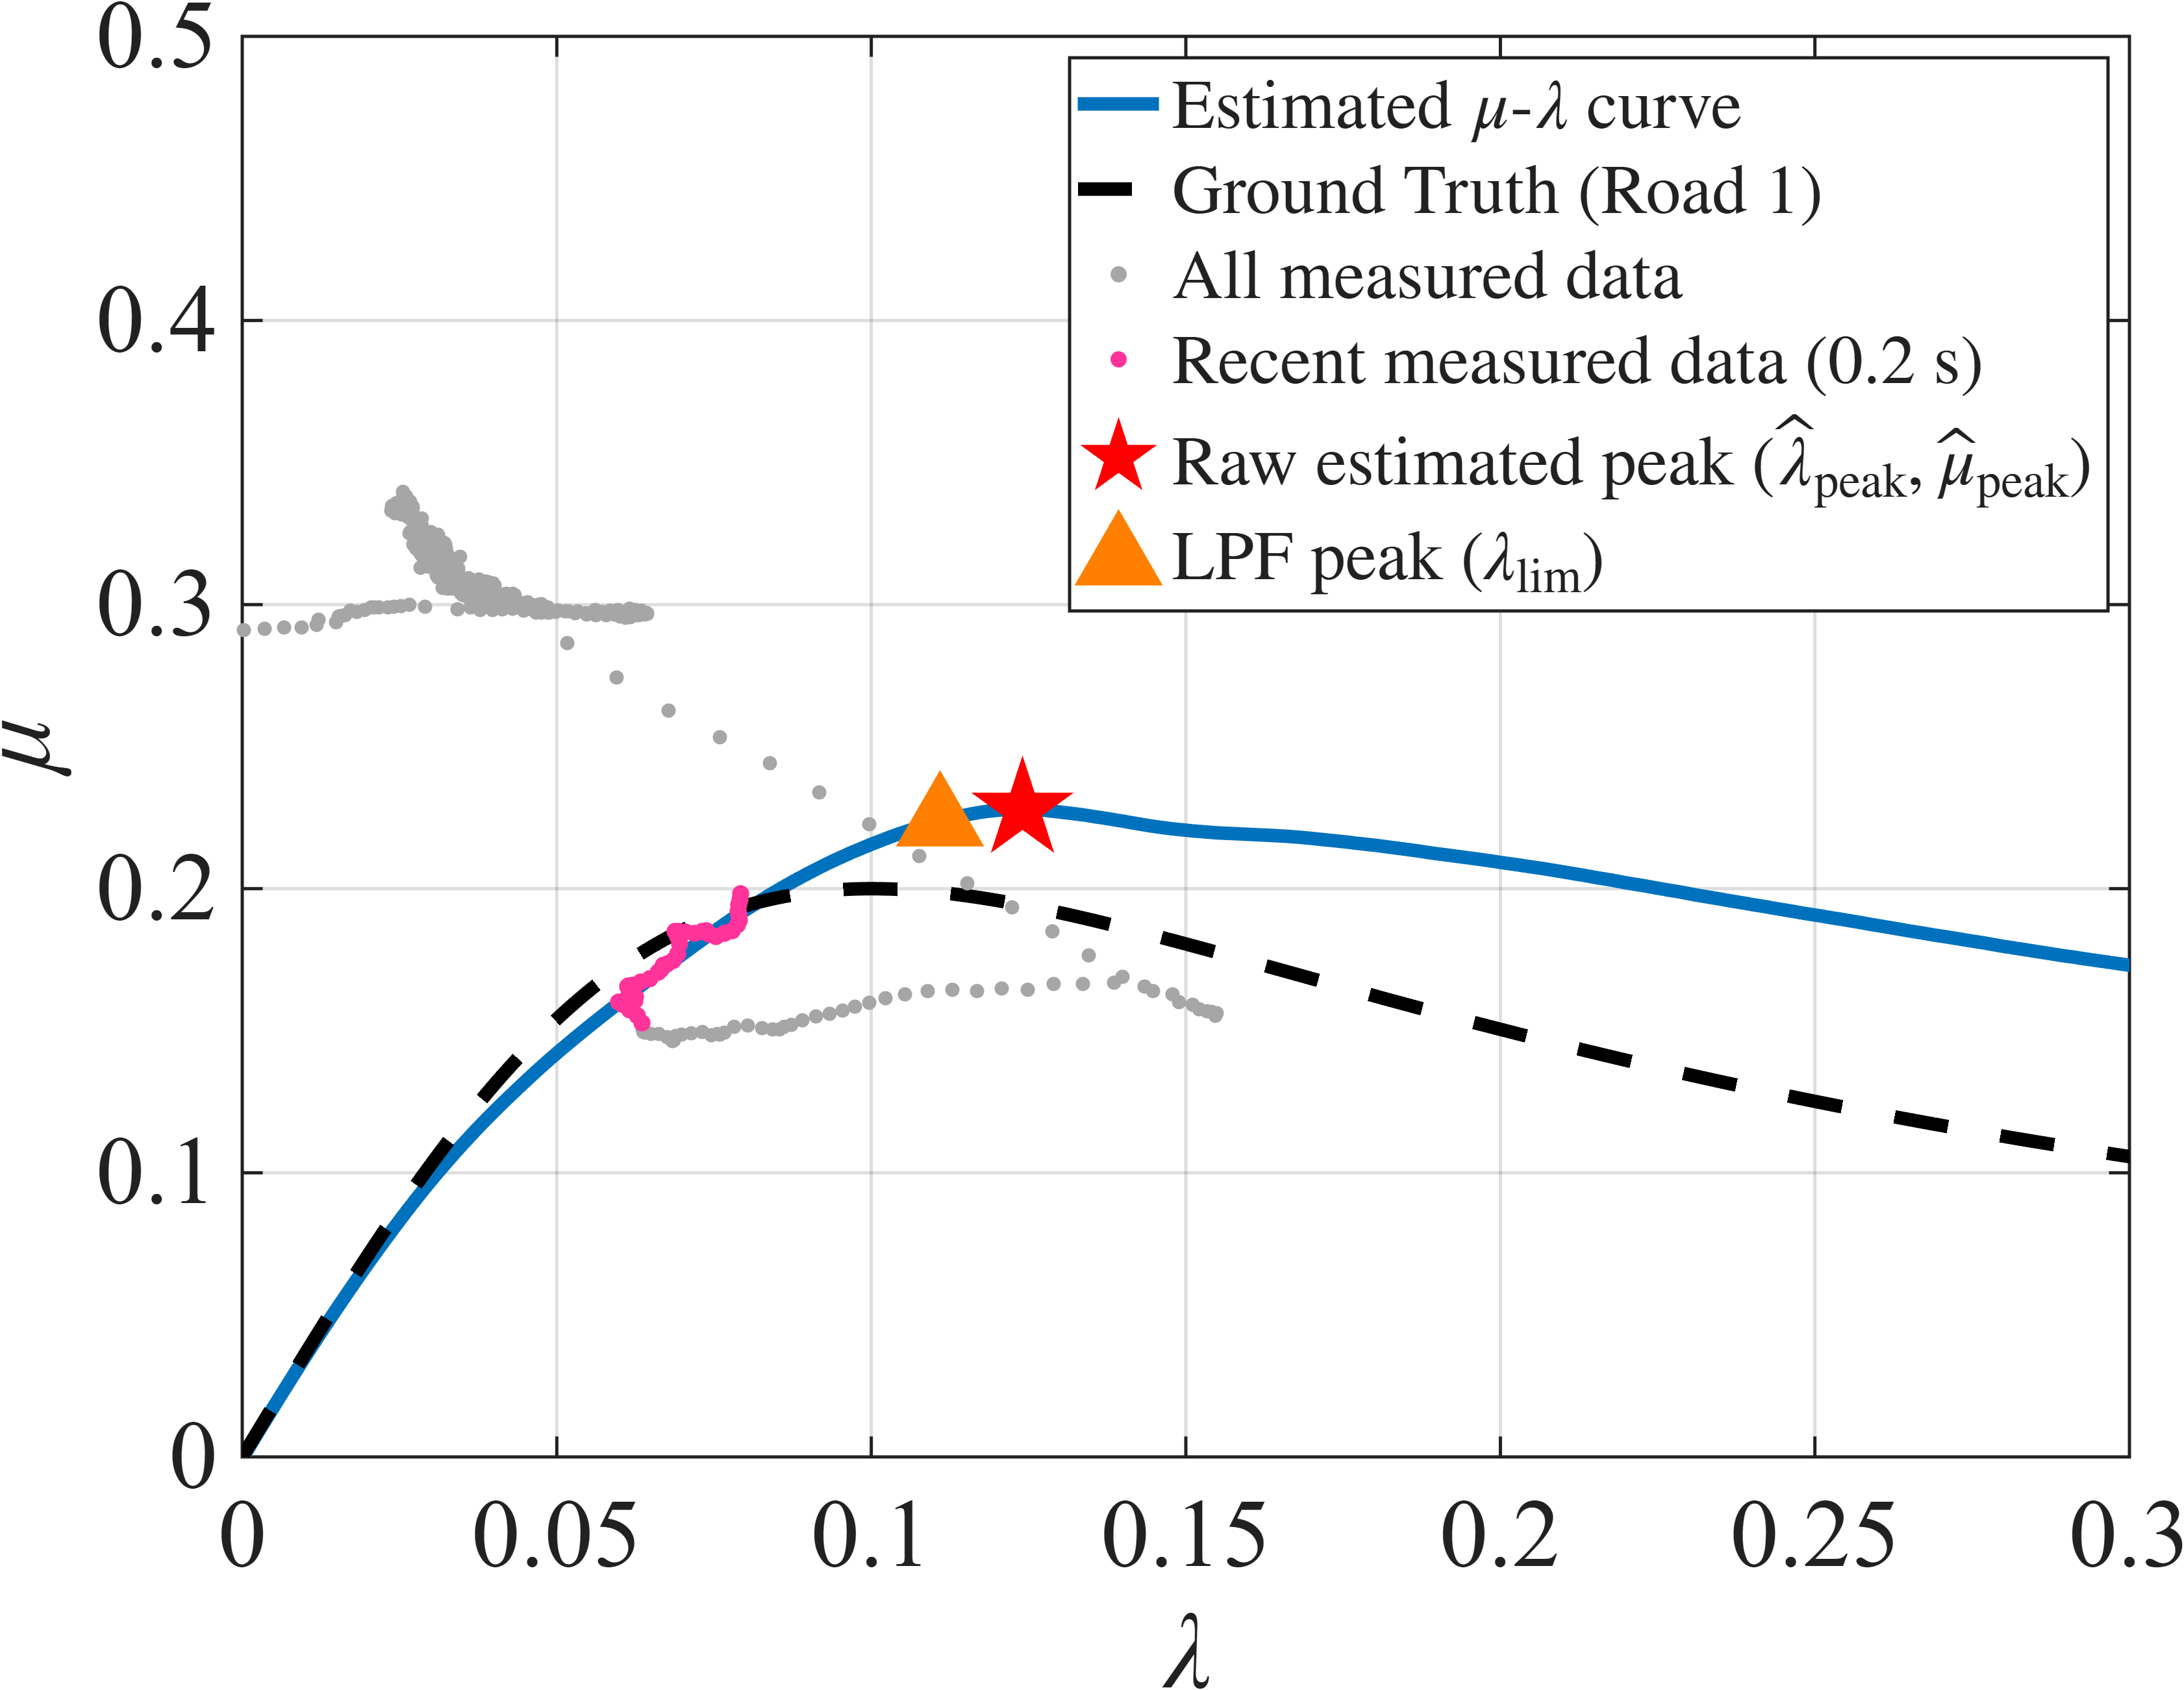 0.5
0.4
0.3
0.2
0.1
0
μ
Estimated μ-λ curve
Ground Truth (Road 1)
All measured data
Recent measured data (0.2 s)
Raw estimated peak (λ̂peak, μ̂peak)
LPF peak (λlim)
0 0.05 0.1 0.15 0.2 0.25 0.3
λ